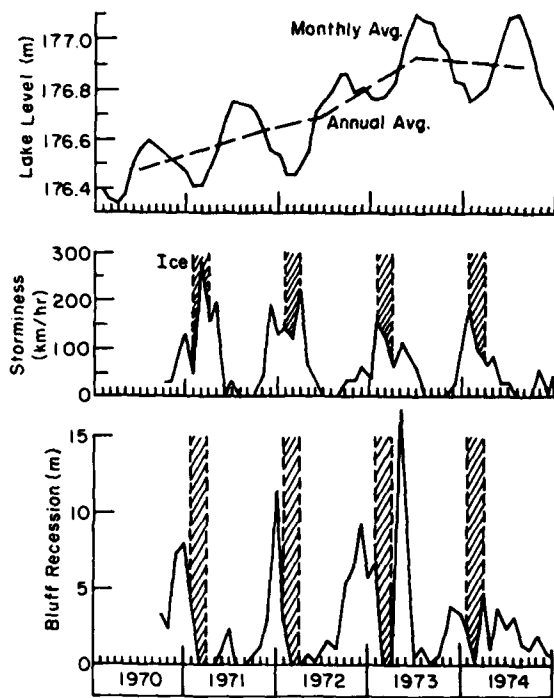 Lake Level (m)
177.0
176.8
176.6
176.4
Monthly Avg.
Annual Avg.
Storminess
(km/hr)
300
200
100
0
Ice
Bluff Recession (m)
15
10
5
0
1970 1971 1972 1973 1974